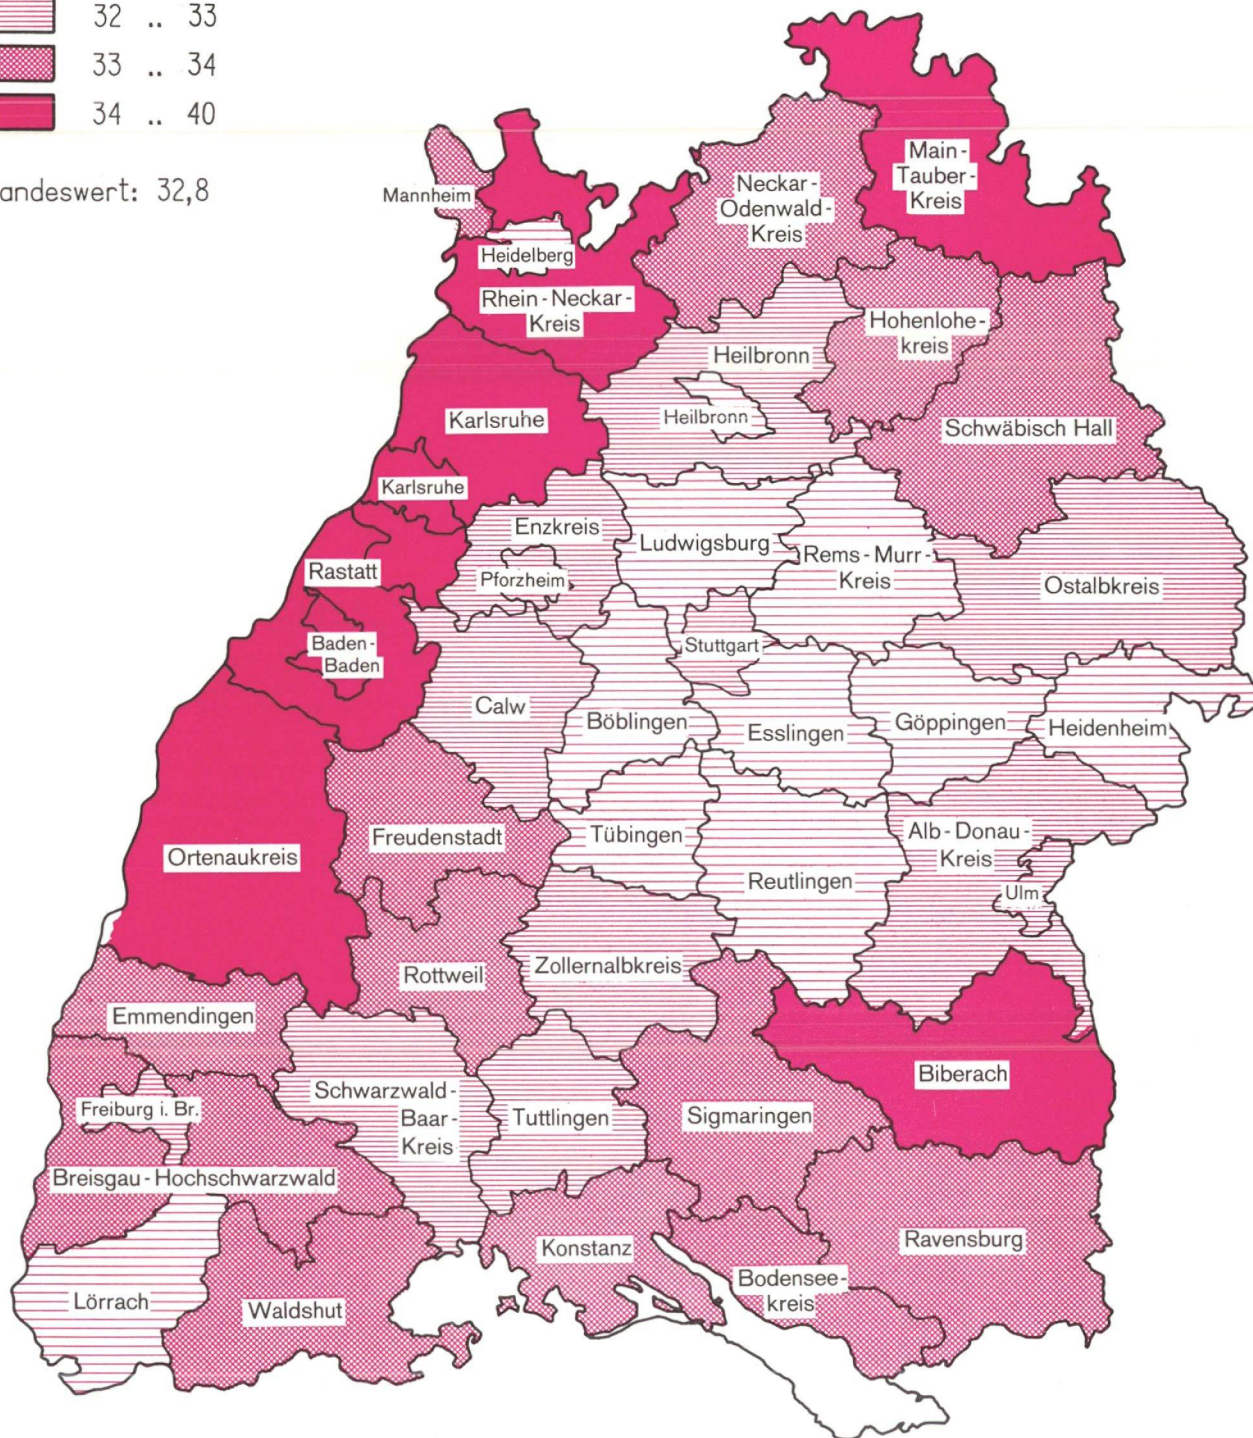 32 .. 33
33 .. 34
34 .. 40
andeswert: 32,8
Main-
Tauber-
Kreis
Mannheim
Neckar-
Odenwald-
Kreis
Heidelberg
Rhein-Neckar-
Kreis
Hohenlohe-
kreis
Heilbronn
Heilbronn
Karlsruhe
Schwäbisch Hall
Karlsruhe
Enzkreis
Ludwigsburg
Rems-Murr-
Kreis
Rastatt
Pforzheim
Ostalbkreis
Baden-
Baden
Stuttgart
Calw
Böblingen
Esslingen
Göppingen
Heidenheim
Ortenaukreis
Freudenstadt
Tübingen
Alb-Donau-
Kreis
Reutlingen
Ulm
Rottweil
Zollernalbkreis
Emmendingen
Biberach
Schwarzwald-
Baar-
Kreis
Freiburg i. Br.
Tuttlingen
Sigmaringen
Breisgau-Hochschwarzwald
Konstanz
Ravensburg
Lörrach
Waldshut
Bodensee-
kreis